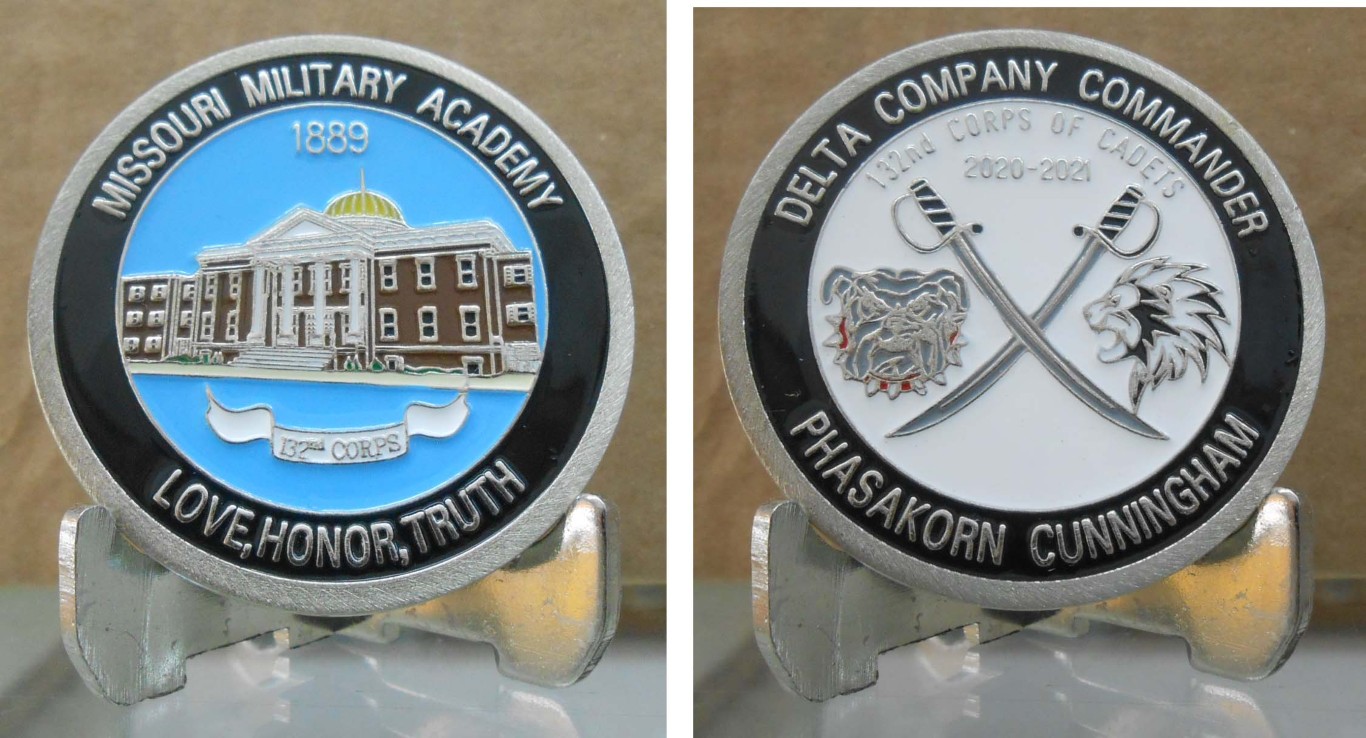 MISSOURI MILITARY ACADEMY
1889
132nd CORPS
LOVE, HONOR, TRUTH
DELTA COMPANY COMMANDER
132nd CORPS OF CADETS
2020-2021
PHASAKORN CUNNINGHAM